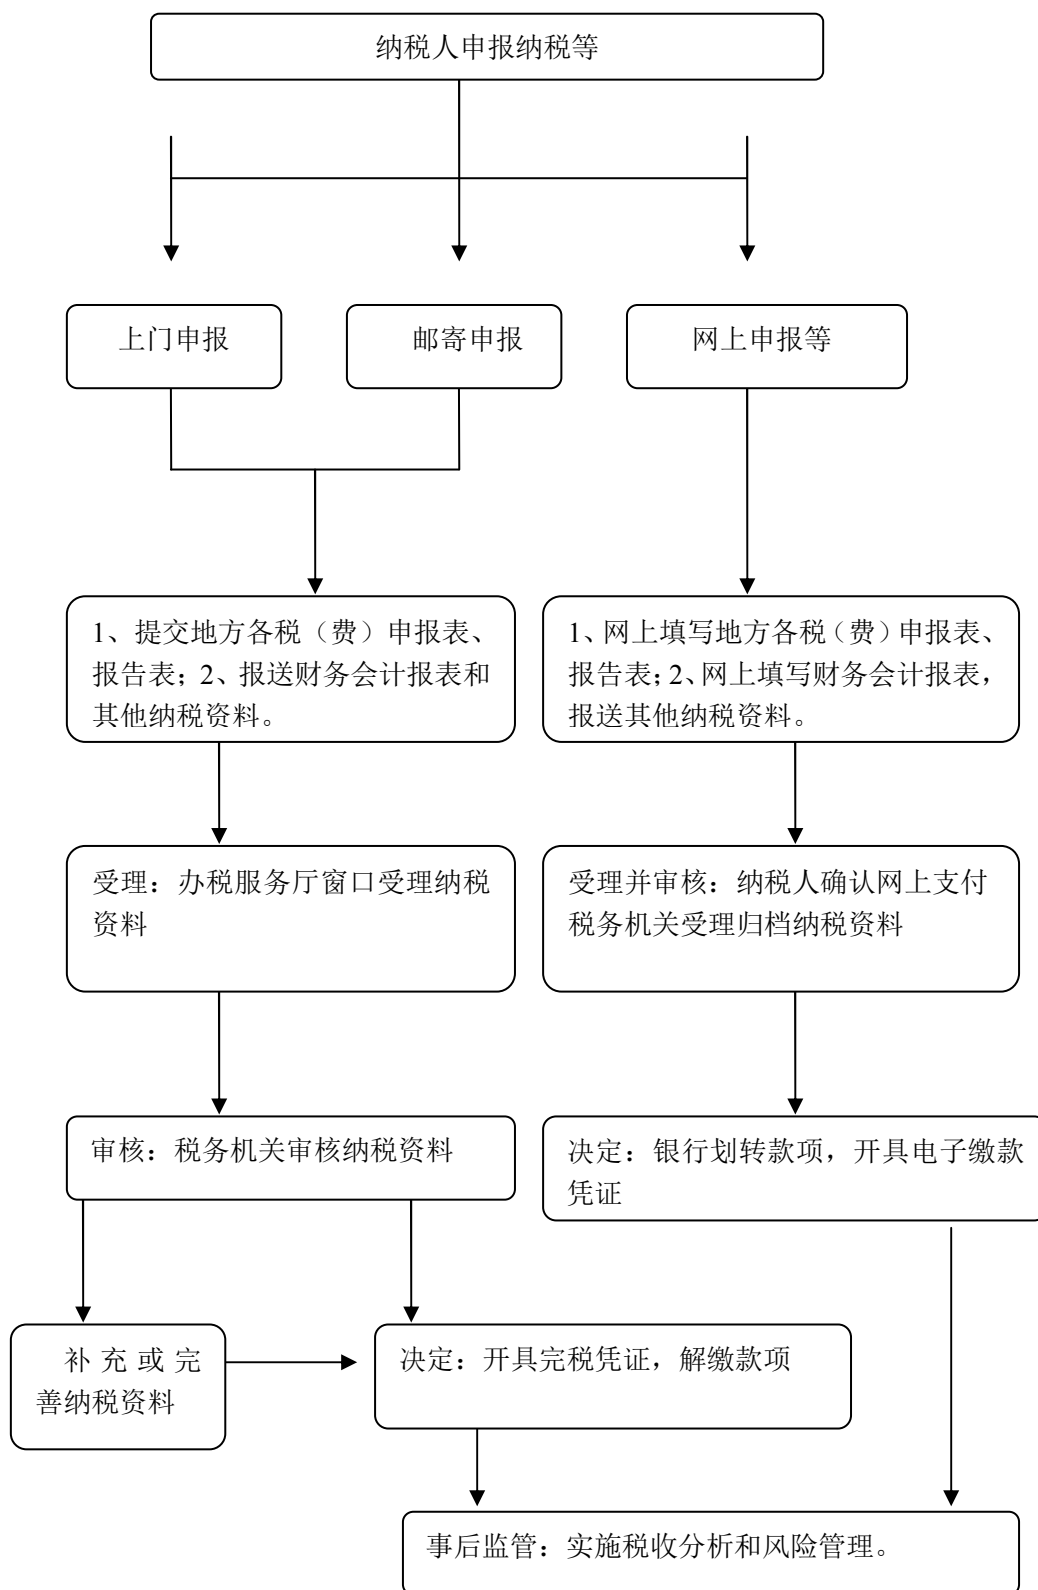 纳税人申报纳税等
上门申报
邮寄申报
网上申报等
1、提交地方各税（费）申报表、
报告表；2、报送财务会计报表和
其他纳税资料。
1、网上填写地方各税（费）申报表、
报告表；2、网上填写财务会计报表，
报送其他纳税资料。
受理：办税服务厅窗口受理纳税
资料
受理并审核：纳税人确认网上支付
税务机关受理归档纳税资料
审核：税务机关审核纳税资料
决定：银行划转款项，开具电子缴款
凭证
补充或完
善纳税资料
决定：开具完税凭证，解缴款项
事后监管：实施税收分析和风险管理。